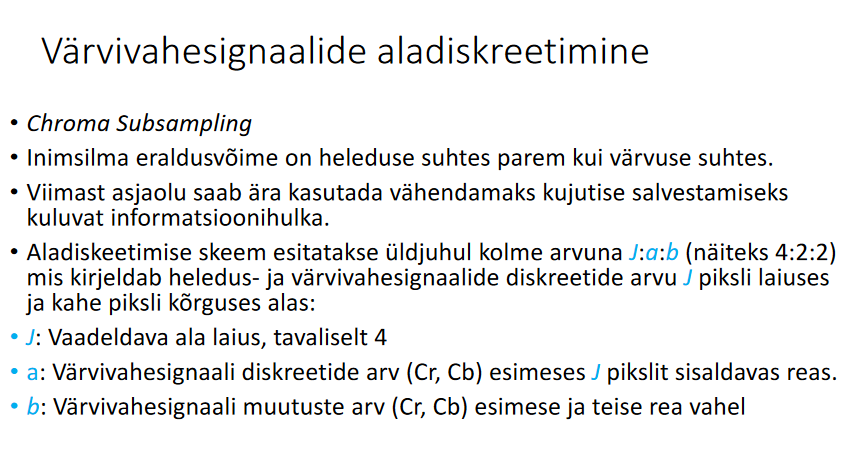 Värvivahesignaalide aladiskreetimine
• Chroma Subsampling
• Inimsilma eraldusvõime on heleduse suhtes parem kui värvuse suhtes.
• Viimast asjaolu saab ära kasutada vähendamaks kujutise salvestamiseks
kuluvat informatsioonihulka.
• Aladiskeetimise skeem esitatakse üldjuhul kolme arvuna J:a:b (näiteks 4:2:2)
mis kirjeldab heledus- ja värvivahesignaalide diskreetide arvu J piksli laiuses
ja kahe piksli kõrguses alas:
• J: Vaadeldava ala laius, tavaliselt 4
• a: Värvivahesignaali diskreetide arv (Cr, Cb) esimeses J pikslit sisaldavas reas.
• b: Värvivahesignaali muutuste arv (Cr, Cb) esimese ja teise rea vahel